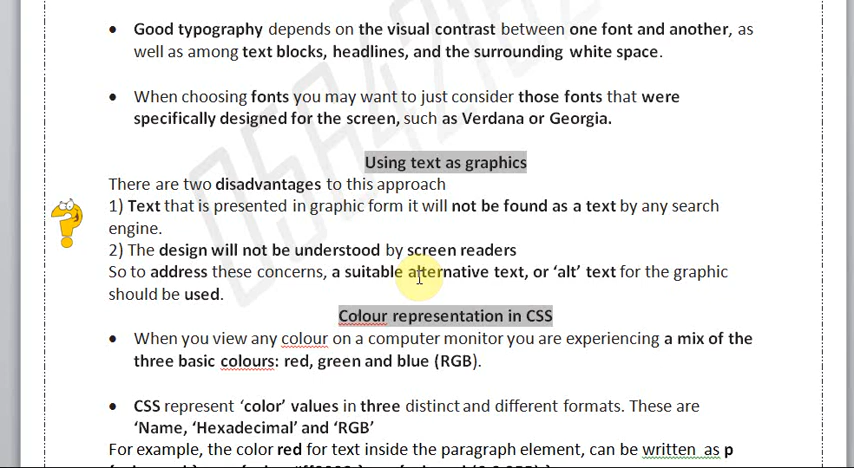 • Good typography depends on the visual contrast between one font and another, as
well as among text blocks, headlines, and the surrounding white space.
• When choosing fonts you may want to just consider those fonts that were
specifically designed for the screen, such as Verdana or Georgia.
Using text as graphics
There are two disadvantages to this approach
1) Text that is presented in graphic form it will not be found as a text by any search
engine.
2) The design will not be understood by screen readers
So to address these concerns, a suitable alternative text, or ‘alt’ text for the graphic
should be used.
Colour representation in CSS
• When you view any colour on a computer monitor you are experiencing a mix of the
three basic colours: red, green and blue (RGB).
• CSS represent ‘color’ values in three distinct and different formats. These are
‘Name, ‘Hexadecimal’ and ‘RGB’
For example, the color red for text inside the paragraph element, can be written as p